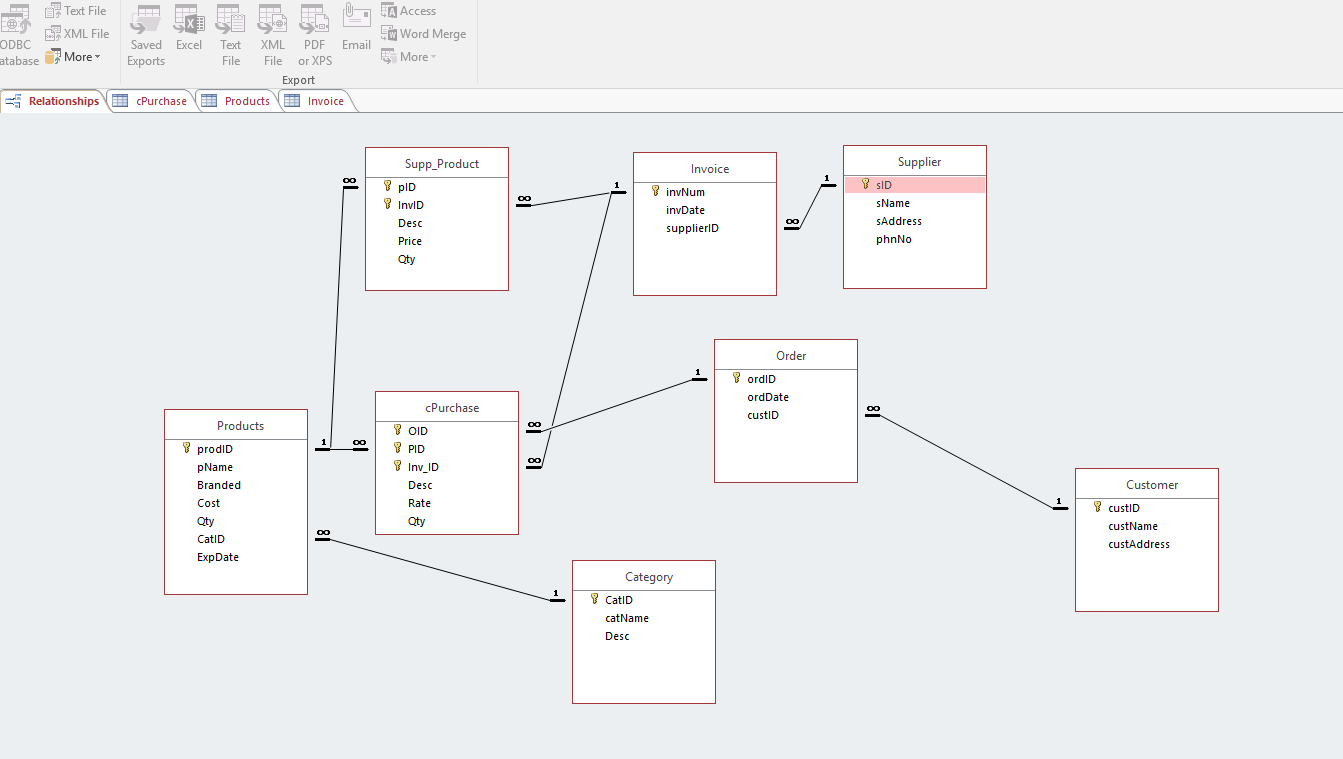 ODBC
atabase
Text File
XML File
More
Saved
Exports
Excel
Text
File
XML
File
PDF
or XPS
Email
Access
Word Merge
More
Export
Relationships
cPurchase
Products
Invoice
Supp_Product
pID
InvID
Desc
Price
Qty
Invoice
invNum
invDate
supplierID
Supplier
sID
sName
sAddress
phnNo
∞
∞
1
∞
1
Order
ordID
ordDate
custID
1
∞
cPurchase
OID
PID
Inv_ID
Desc
Rate
Qty
∞
∞
Products
prodID
pName
Branded
Cost
Qty
CatID
ExpDate
1
∞
∞
Customer
custID
custName
custAddress
1
Category
CatID
catName
Desc
1